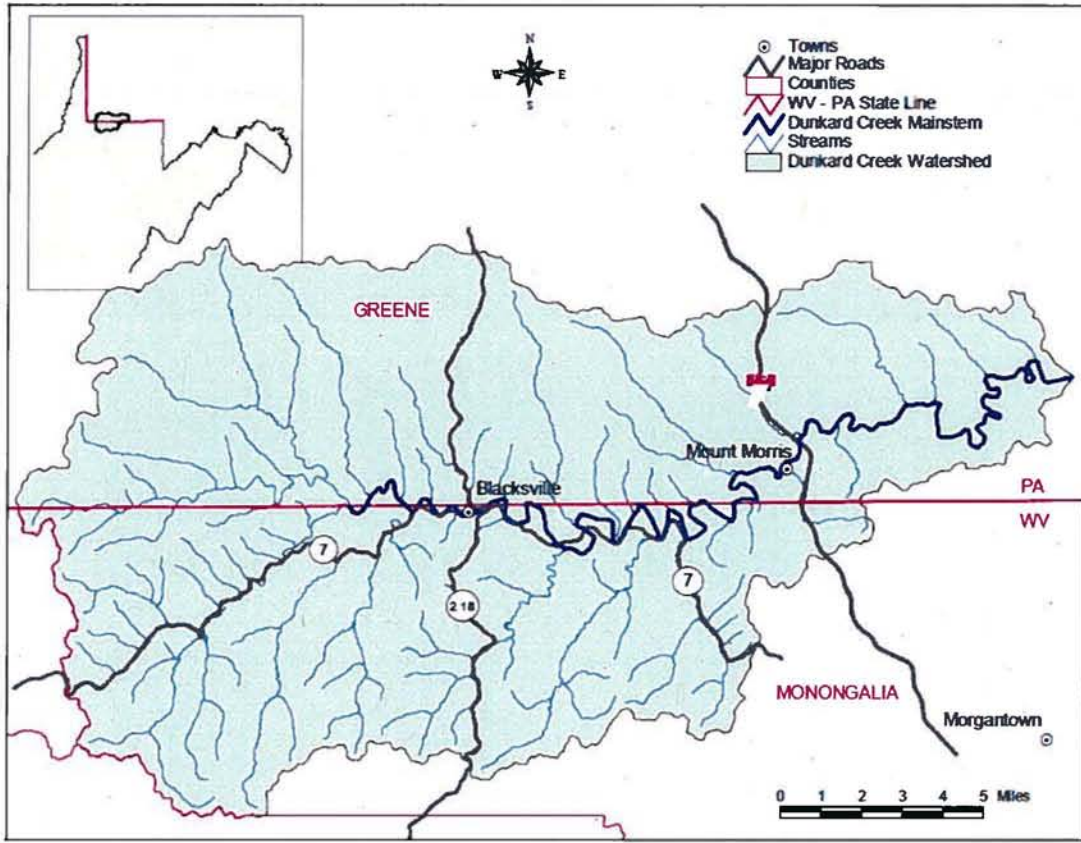 N
W E
S
Towns
Major Roads
Counties
WV - PA State Line
Dunkard Creek Mainstem
Streams
Dunkard Creek Watershed
GREENE
Mount Morris
Blacksville
PA
WV
7
218
7
MONONGALIA
Morgantown
0 1 2 3 4 5 Miles